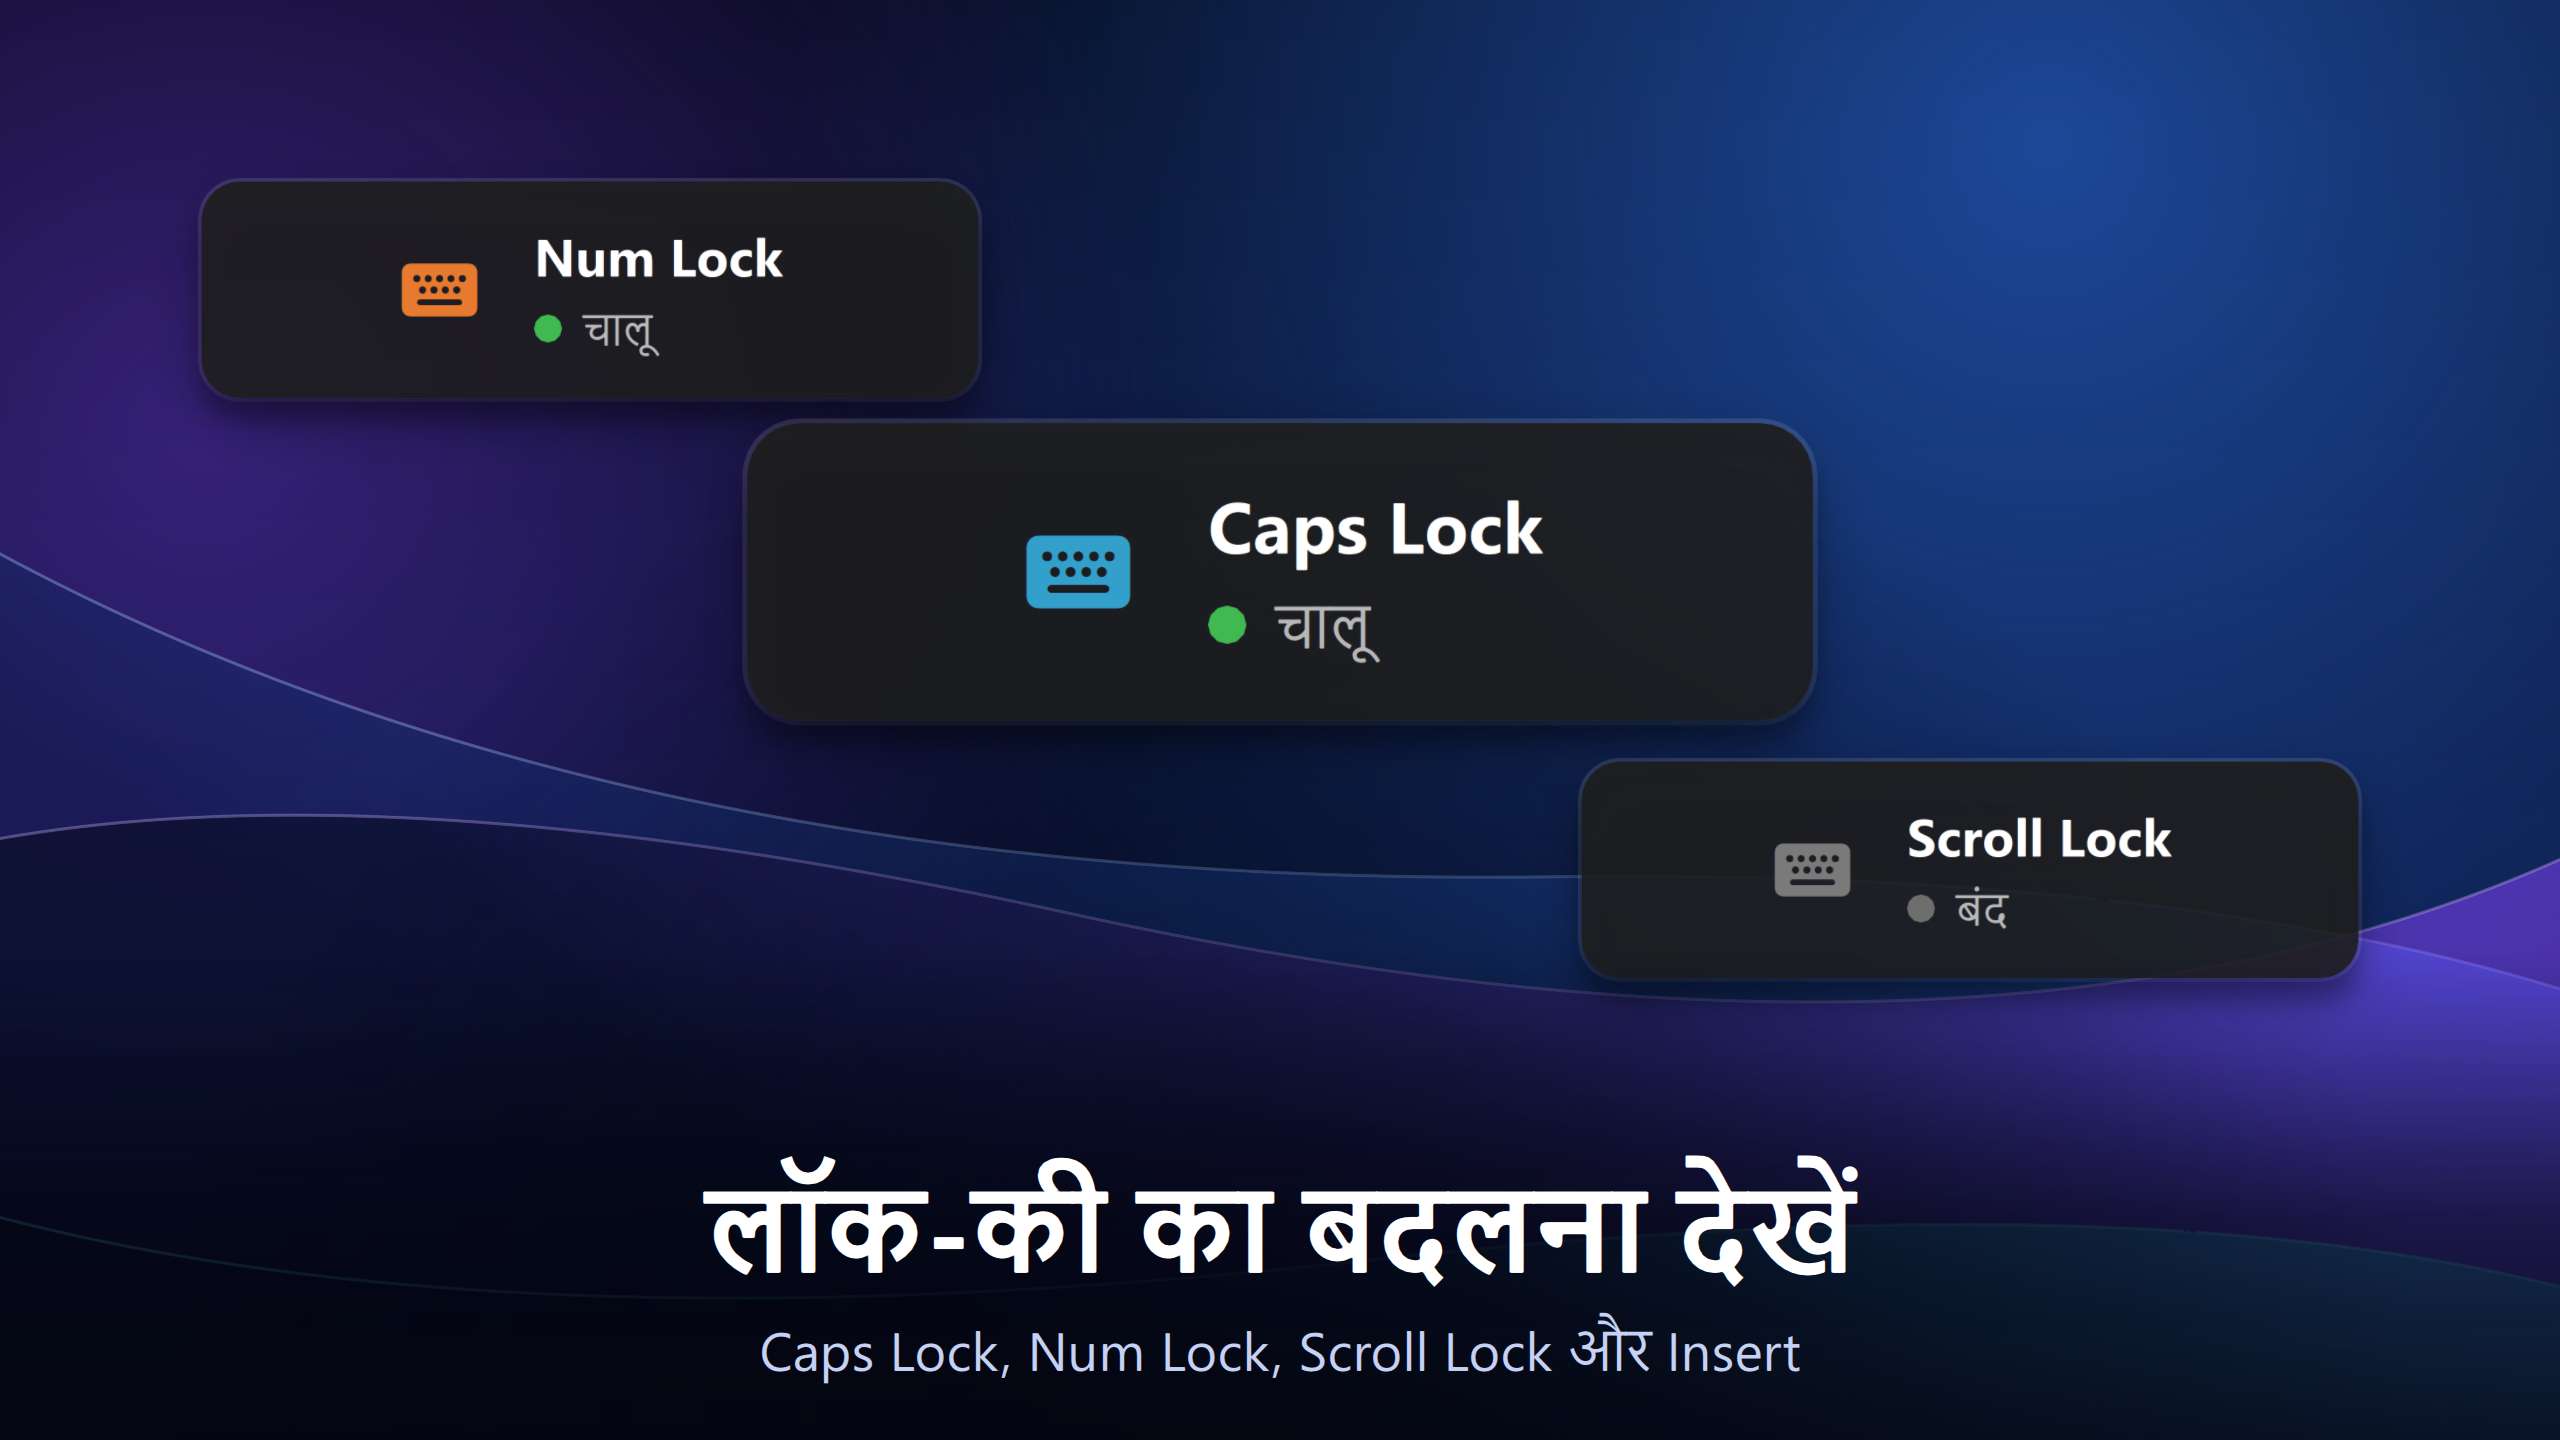 Num Lock
चालू
Caps Lock
चालू
Scroll Lock
बंद
लॉक-की का बदलना देखें
Caps Lock, Num Lock, Scroll Lock और Insert